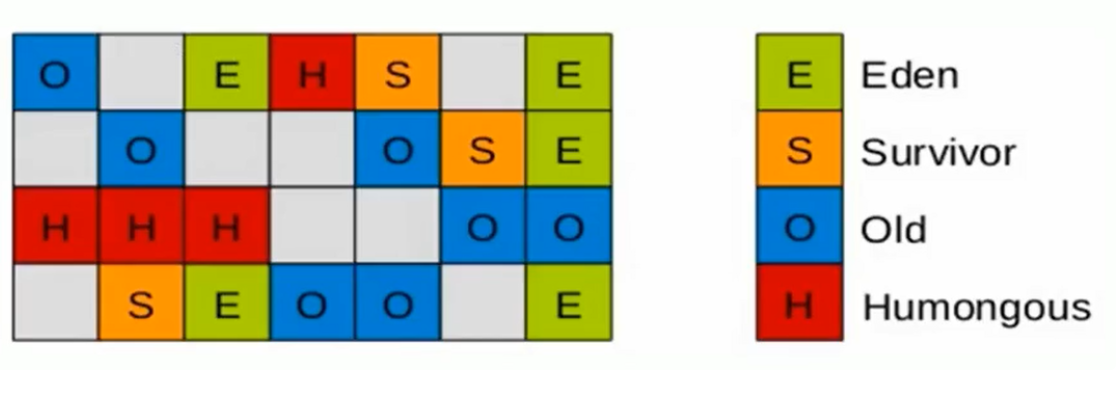 O E H S E E Eden
O O S E S Survivor
H H H O O O Old
S E O O E H Humongous